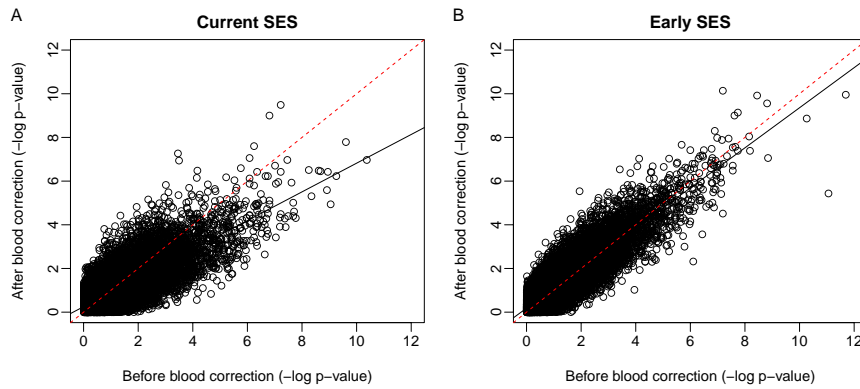 A
Current SES
After blood correction (−log p−value)
12
10
8
6
4
2
0
0 2 4 6 8 10 12
Before blood correction (−log p−value)
B
Early SES
After blood correction (−log p−value)
12
10
8
6
4
2
0
0 2 4 6 8 10 12
Before blood correction (−log p−value)